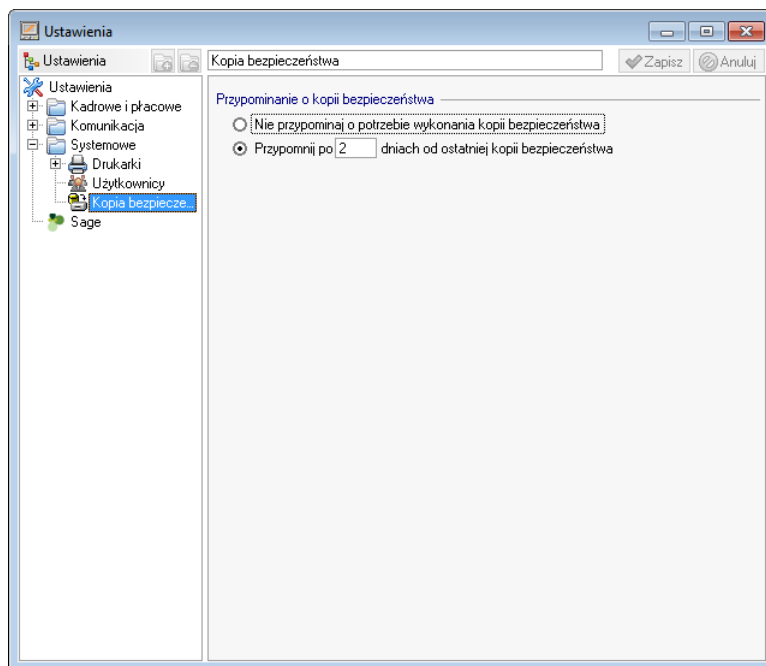 Ustawienia
Ustawienia
Kopia bezpieczeństwa
Zapisz
Anuluj
Ustawienia
Kadrowe i płacowe
Komunikacja
Systemowe
Drukarki
Użytkownicy
Kopia bezpiecze...
Sage
Przypominanie o kopii bezpieczeństwa
Nie przypominaj o potrzebie wykonania kopii bezpieczeństwa
Przypomnij po 2 dniach od ostatniej kopii bezpieczeństwa